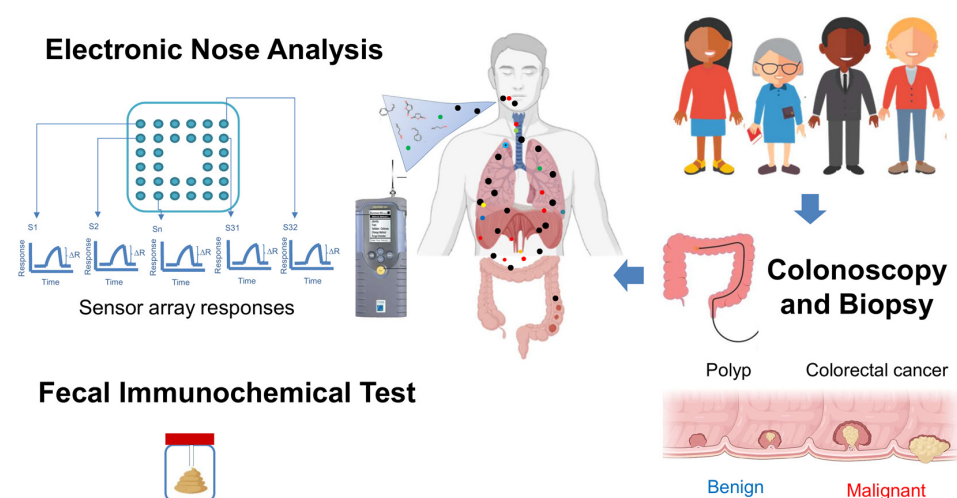 Electronic Nose Analysis
S1
S2
Sn
S31
S32
Response
ΔR
Time
Response
ΔR
Time
Response
ΔR
Time
Response
ΔR
Time
Response
ΔR
Time
Sensor array responses
Fecal Immunochemical Test
Colonoscopy
and Biopsy
Polyp
Colorectal cancer
Benign
Malignant